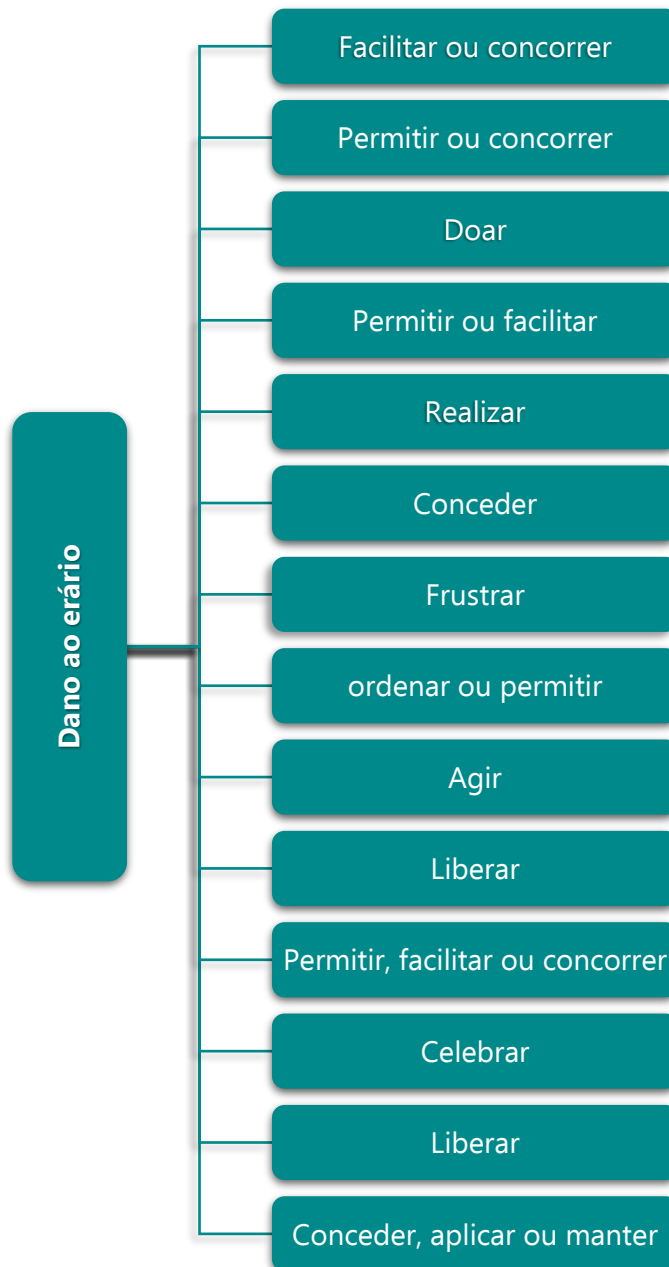 Dano ao erário
Facilitar ou concorrer
Permitir ou concorrer
Doar
Permitir ou facilitar
Realizar
Conceder
Frustrar
ordenar ou permitir
Agir
Liberar
Permitir, facilitar ou concorrer
Celebrar
Liberar
Conceder, aplicar ou manter